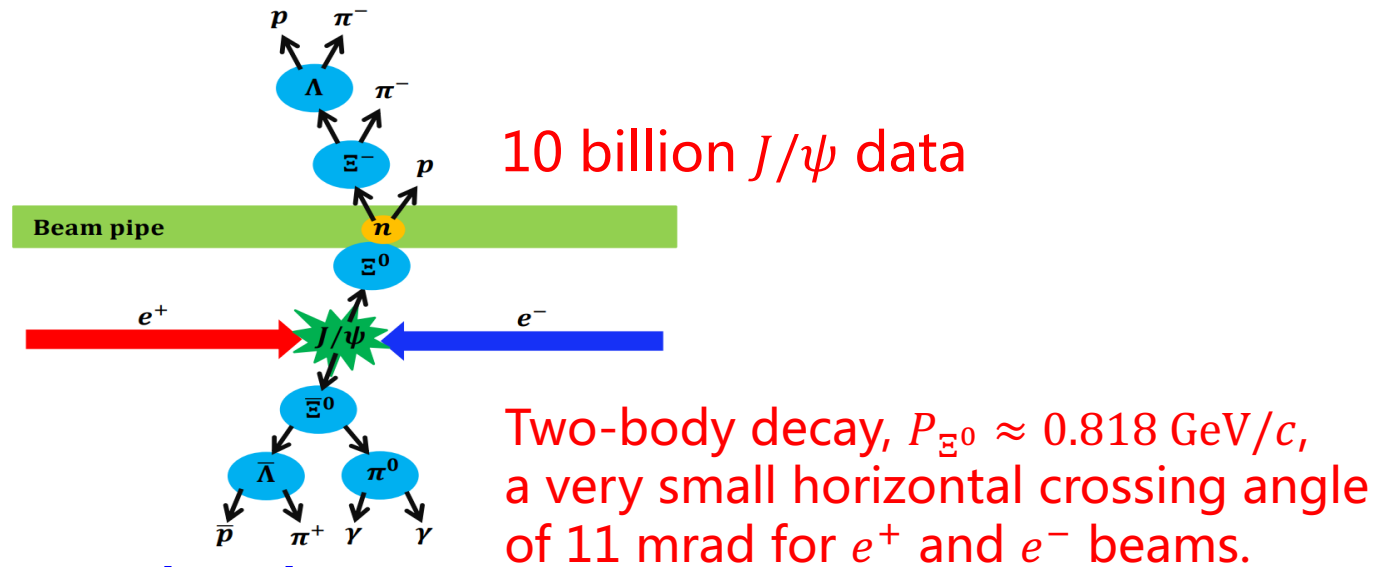 p π⁻
Λ π⁻
Ξ⁻ p
10 billion J/ψ data
Beam pipe n
Ξ⁰
e⁺ e⁻
J/ψ
Ξ̅⁰
Λ̅ π⁰
p̅ π⁺ γ γ
Two-body decay, P_Ξ⁰ ≈ 0.818 GeV/c,
a very small horizontal crossing angle
of 11 mrad for e⁺ and e⁻ beams.